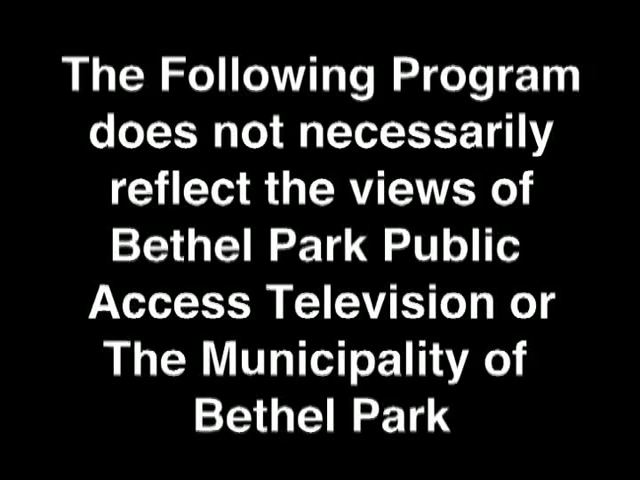 The Following Program
does not necessarily
reflect the views of
Bethel Park Public
Access Television or
The Municipality of
Bethel Park